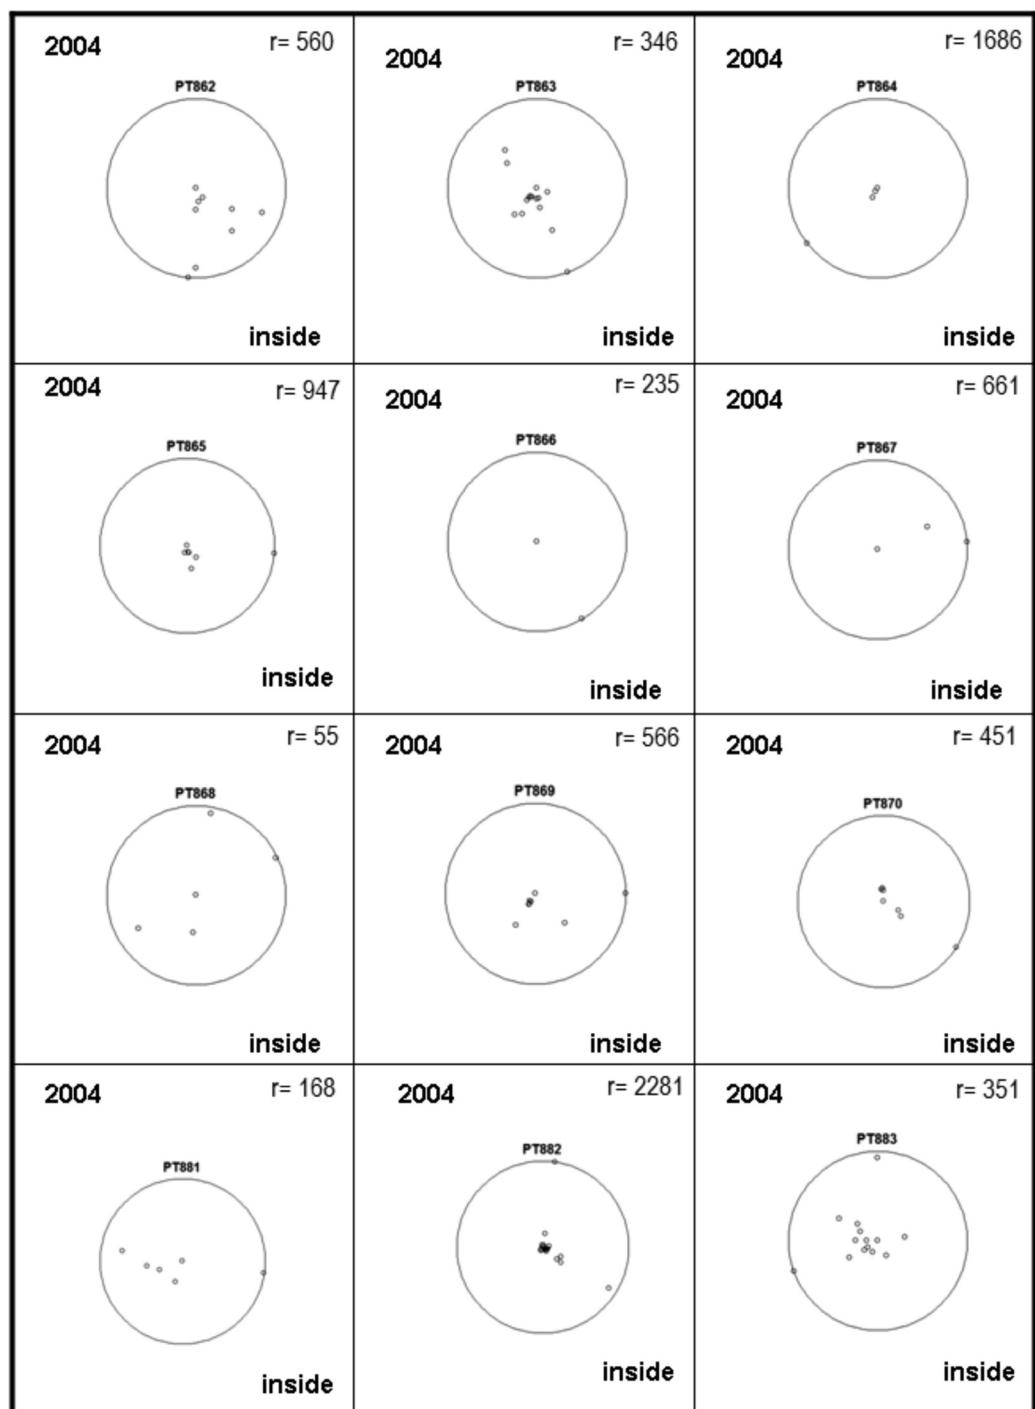 2004 r= 560
PT862
inside
2004 r= 346
PT863
inside
2004 r= 1686
PT864
inside
2004 r= 947
PT865
inside
2004 r= 235
PT866
inside
2004 r= 661
PT867
inside
2004 r= 55
PT868
inside
2004 r= 566
PT869
inside
2004 r= 451
PT870
inside
2004 r= 168
PT881
inside
2004 r= 2281
PT882
inside
2004 r= 351
PT883
inside